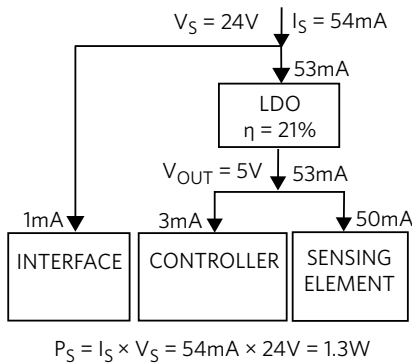 V_S = 24V I_S = 54mA
53mA
LDO
η = 21%
V_OUT = 5V 53mA
1mA 3mA 50mA
INTERFACE CONTROLLER SENSING
ELEMENT
P_S = I_S × V_S = 54mA × 24V = 1.3W